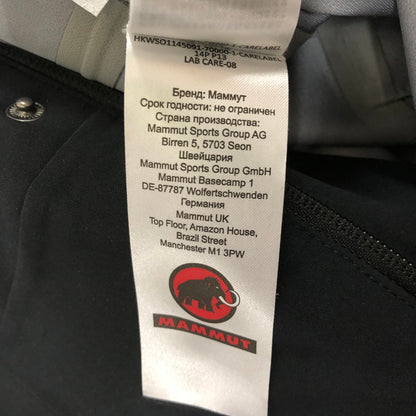 HKWSO1145091-70000-1-CARELABEL
14P P13
LAB CARE-08
Бренд: Маммут
Срок годности: не ограничен
Страна производства:
Mammut Sports Group AG
Birren 5, 5703 Seon
Швейцария
Mammut Sports Group GmbH
Mammut Basecamp 1
DE-87787 Wolfertschwenden
Германия
Mammut UK
Top Floor, Amazon House,
Brazil Street
Manchester M1 3PW
MAMMUT